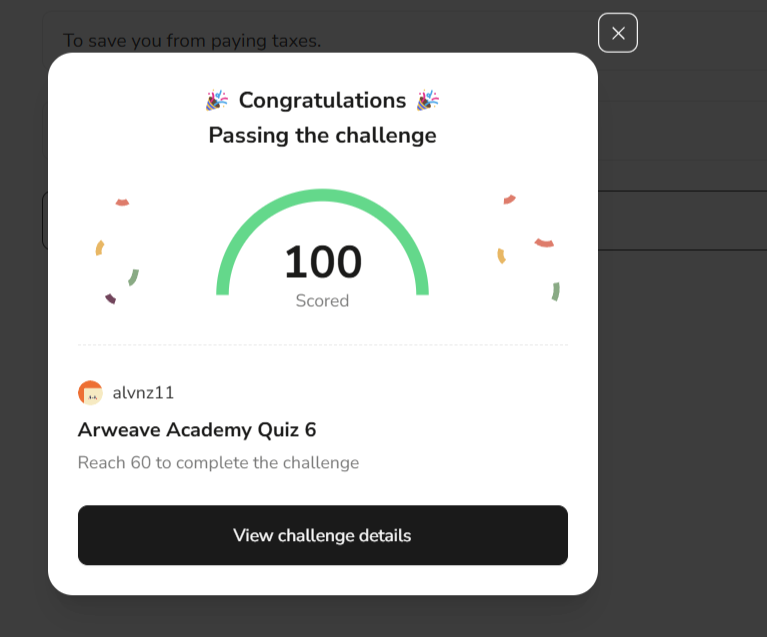 To save you from paying taxes.
Congratulations
Passing the challenge
100
Scored
alvnz11
Arweave Academy Quiz 6
Reach 60 to complete the challenge
View challenge details